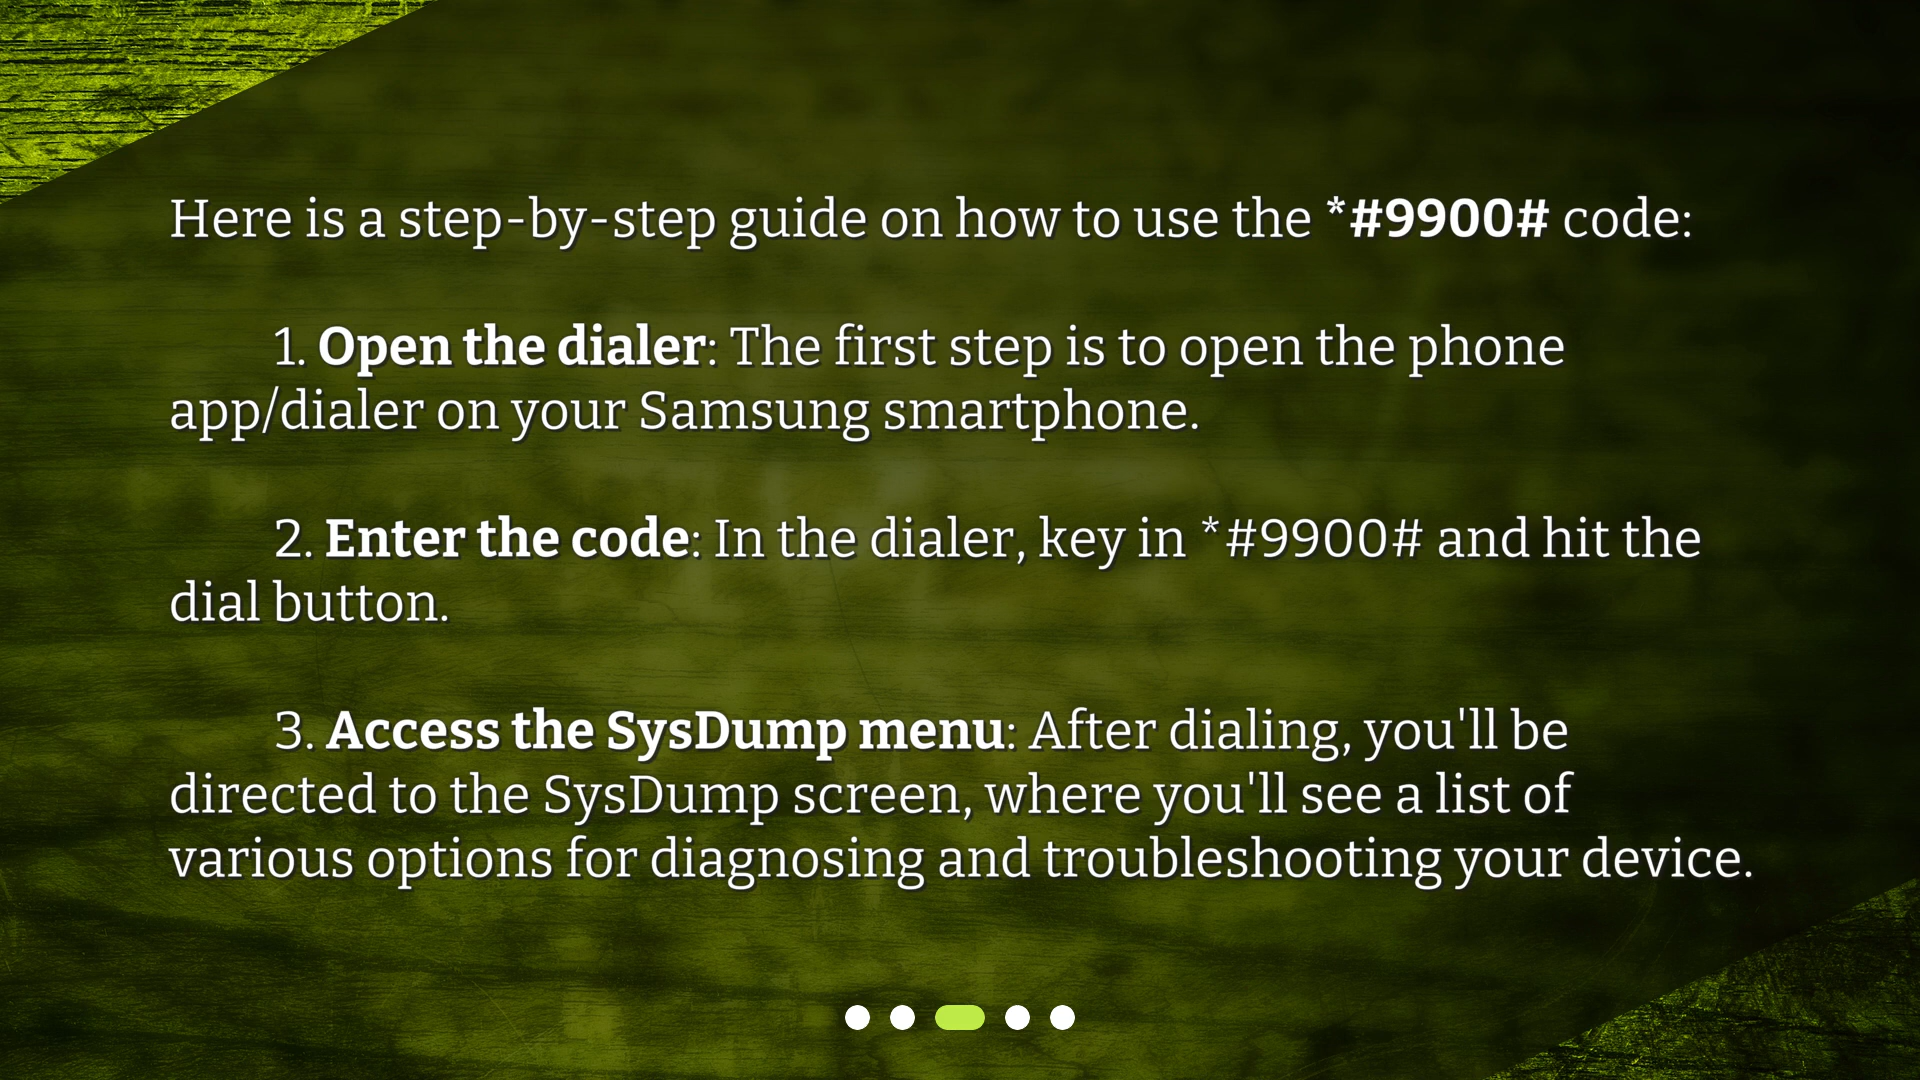 Here is a step-by-step guide on how to use the *#9900# code:
1. Open the dialer: The first step is to open the phone
app/dialer on your Samsung smartphone.
2. Enter the code: In the dialer, key in *#9900# and hit the
dial button.
3. Access the SysDump menu: After dialing, you'll be
directed to the SysDump screen, where you'll see a list of
various options for diagnosing and troubleshooting your device.